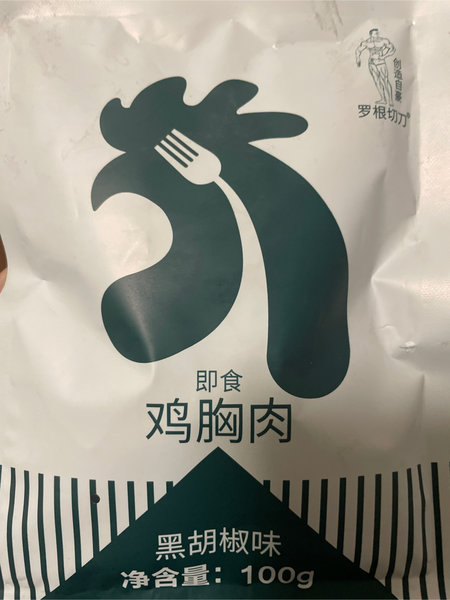 创造自豪
罗根切刀®
即食
鸡胸肉
黑胡椒味
净含量：100g